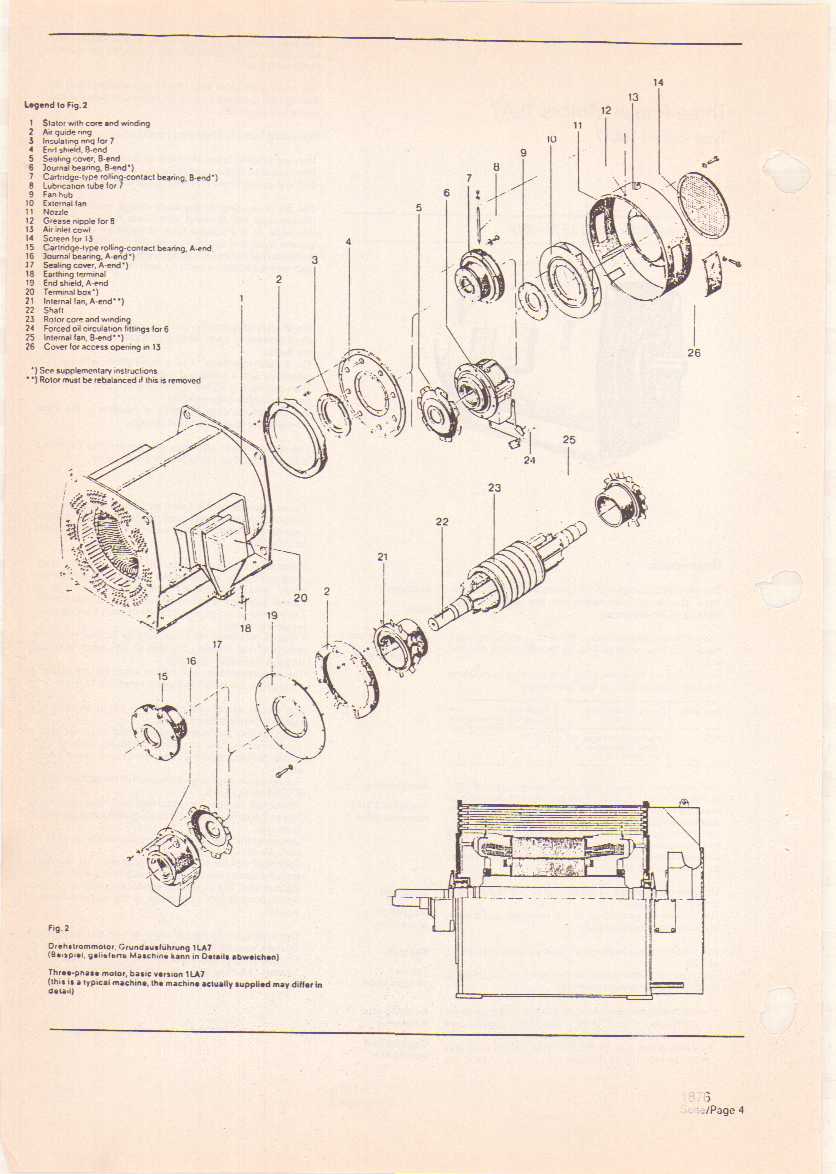 Legend to Fig. 2
1 Stator with core and winding
2 Air guide ring
3 Insulating ring for 7
4 End shield, B-end
5 Sealing cover, B-end
6 Journal bearing, B-end*)
7 Cartridge-type rolling-contact bearing, B-end*)
8 Lubrication tube for 7
9 Fan hub
10 External fan
11 Nozzle
12 Grease nipple for 8
13 Air inlet cowl
14 Screen for 13
15 Cartridge-type rolling-contact bearing, A-end
16 Journal bearing, A-end*)
17 Sealing cover, A-end*)
18 Earthing terminal
19 End shield, A-end
20 Terminal box*)
21 Internal fan, A-end**)
22 Shaft
23 Rotor core and winding
24 Forced oil circulation fittings for 6
25 Internal fan, B-end**)
26 Cover for access opening in 13
*) See supplementary instructions
**) Rotor must be rebalanced if this is removed
14
13
12
11
10
9
8
7
6
5
4
3
2
1
26
25
24
23
22
21
20
2
19
18
17
16
15
Fig. 2
Drehstrommotor, Grundausführung 1LA7
(Beispiel, gelieferte Maschine kann in Details abweichen)
Three-phase motor, basic version 1LA7
(this is a typical machine, the machine actually supplied may differ in
detail)
1876
Seite/Page 4